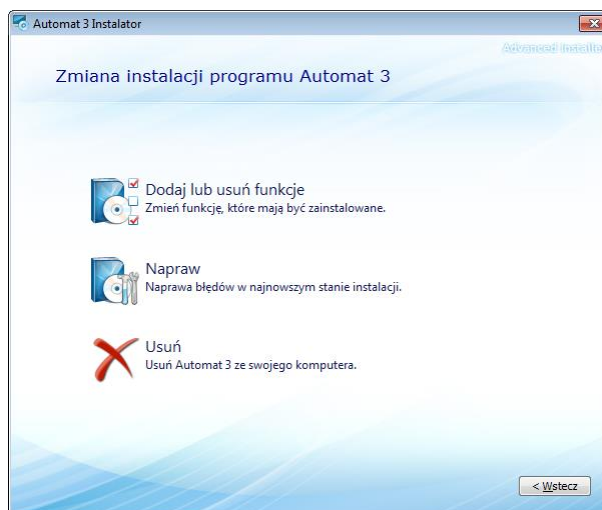 Automat 3 Instalator
Advanced Installer
Zmiana instalacji programu Automat 3
Dodaj lub usuń funkcje
Zmień funkcję, które mają być zainstalowane.
Napraw
Naprawa błędów w najnowszym stanie instalacji.
Usuń
Usuń Automat 3 ze swojego komputera.
< Wstecz